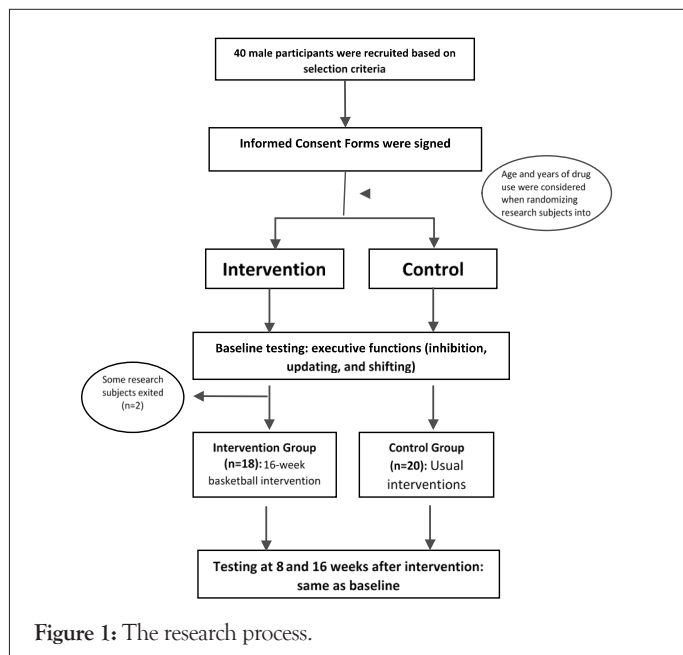 40 male participants were recruited based on
selection criteria
Informed Consent Forms were signed
Age and years of drug
use were considered
when randomizing
research subjects into
Intervention
Control
Baseline testing: executive functions (inhibition,
updating, and shifting)
Some research
subjects exited
(n=2)
Intervention Group
(n=18): 16-week
basketball intervention
Control Group
(n=20): Usual
interventions
Testing at 8 and 16 weeks after intervention:
same as baseline
Figure 1: The research process.